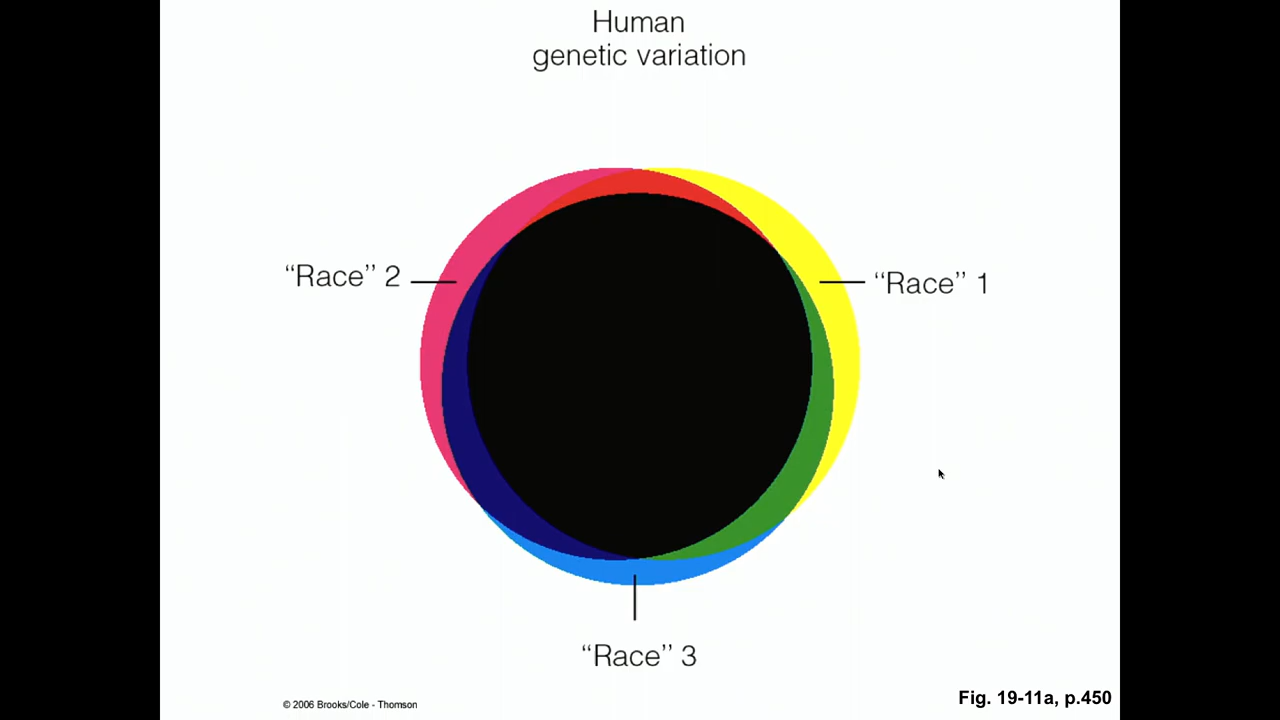 Human
genetic variation
“Race” 2
“Race” 1
“Race” 3
© 2006 Brooks/Cole - Thomson
Fig. 19-11a, p.450